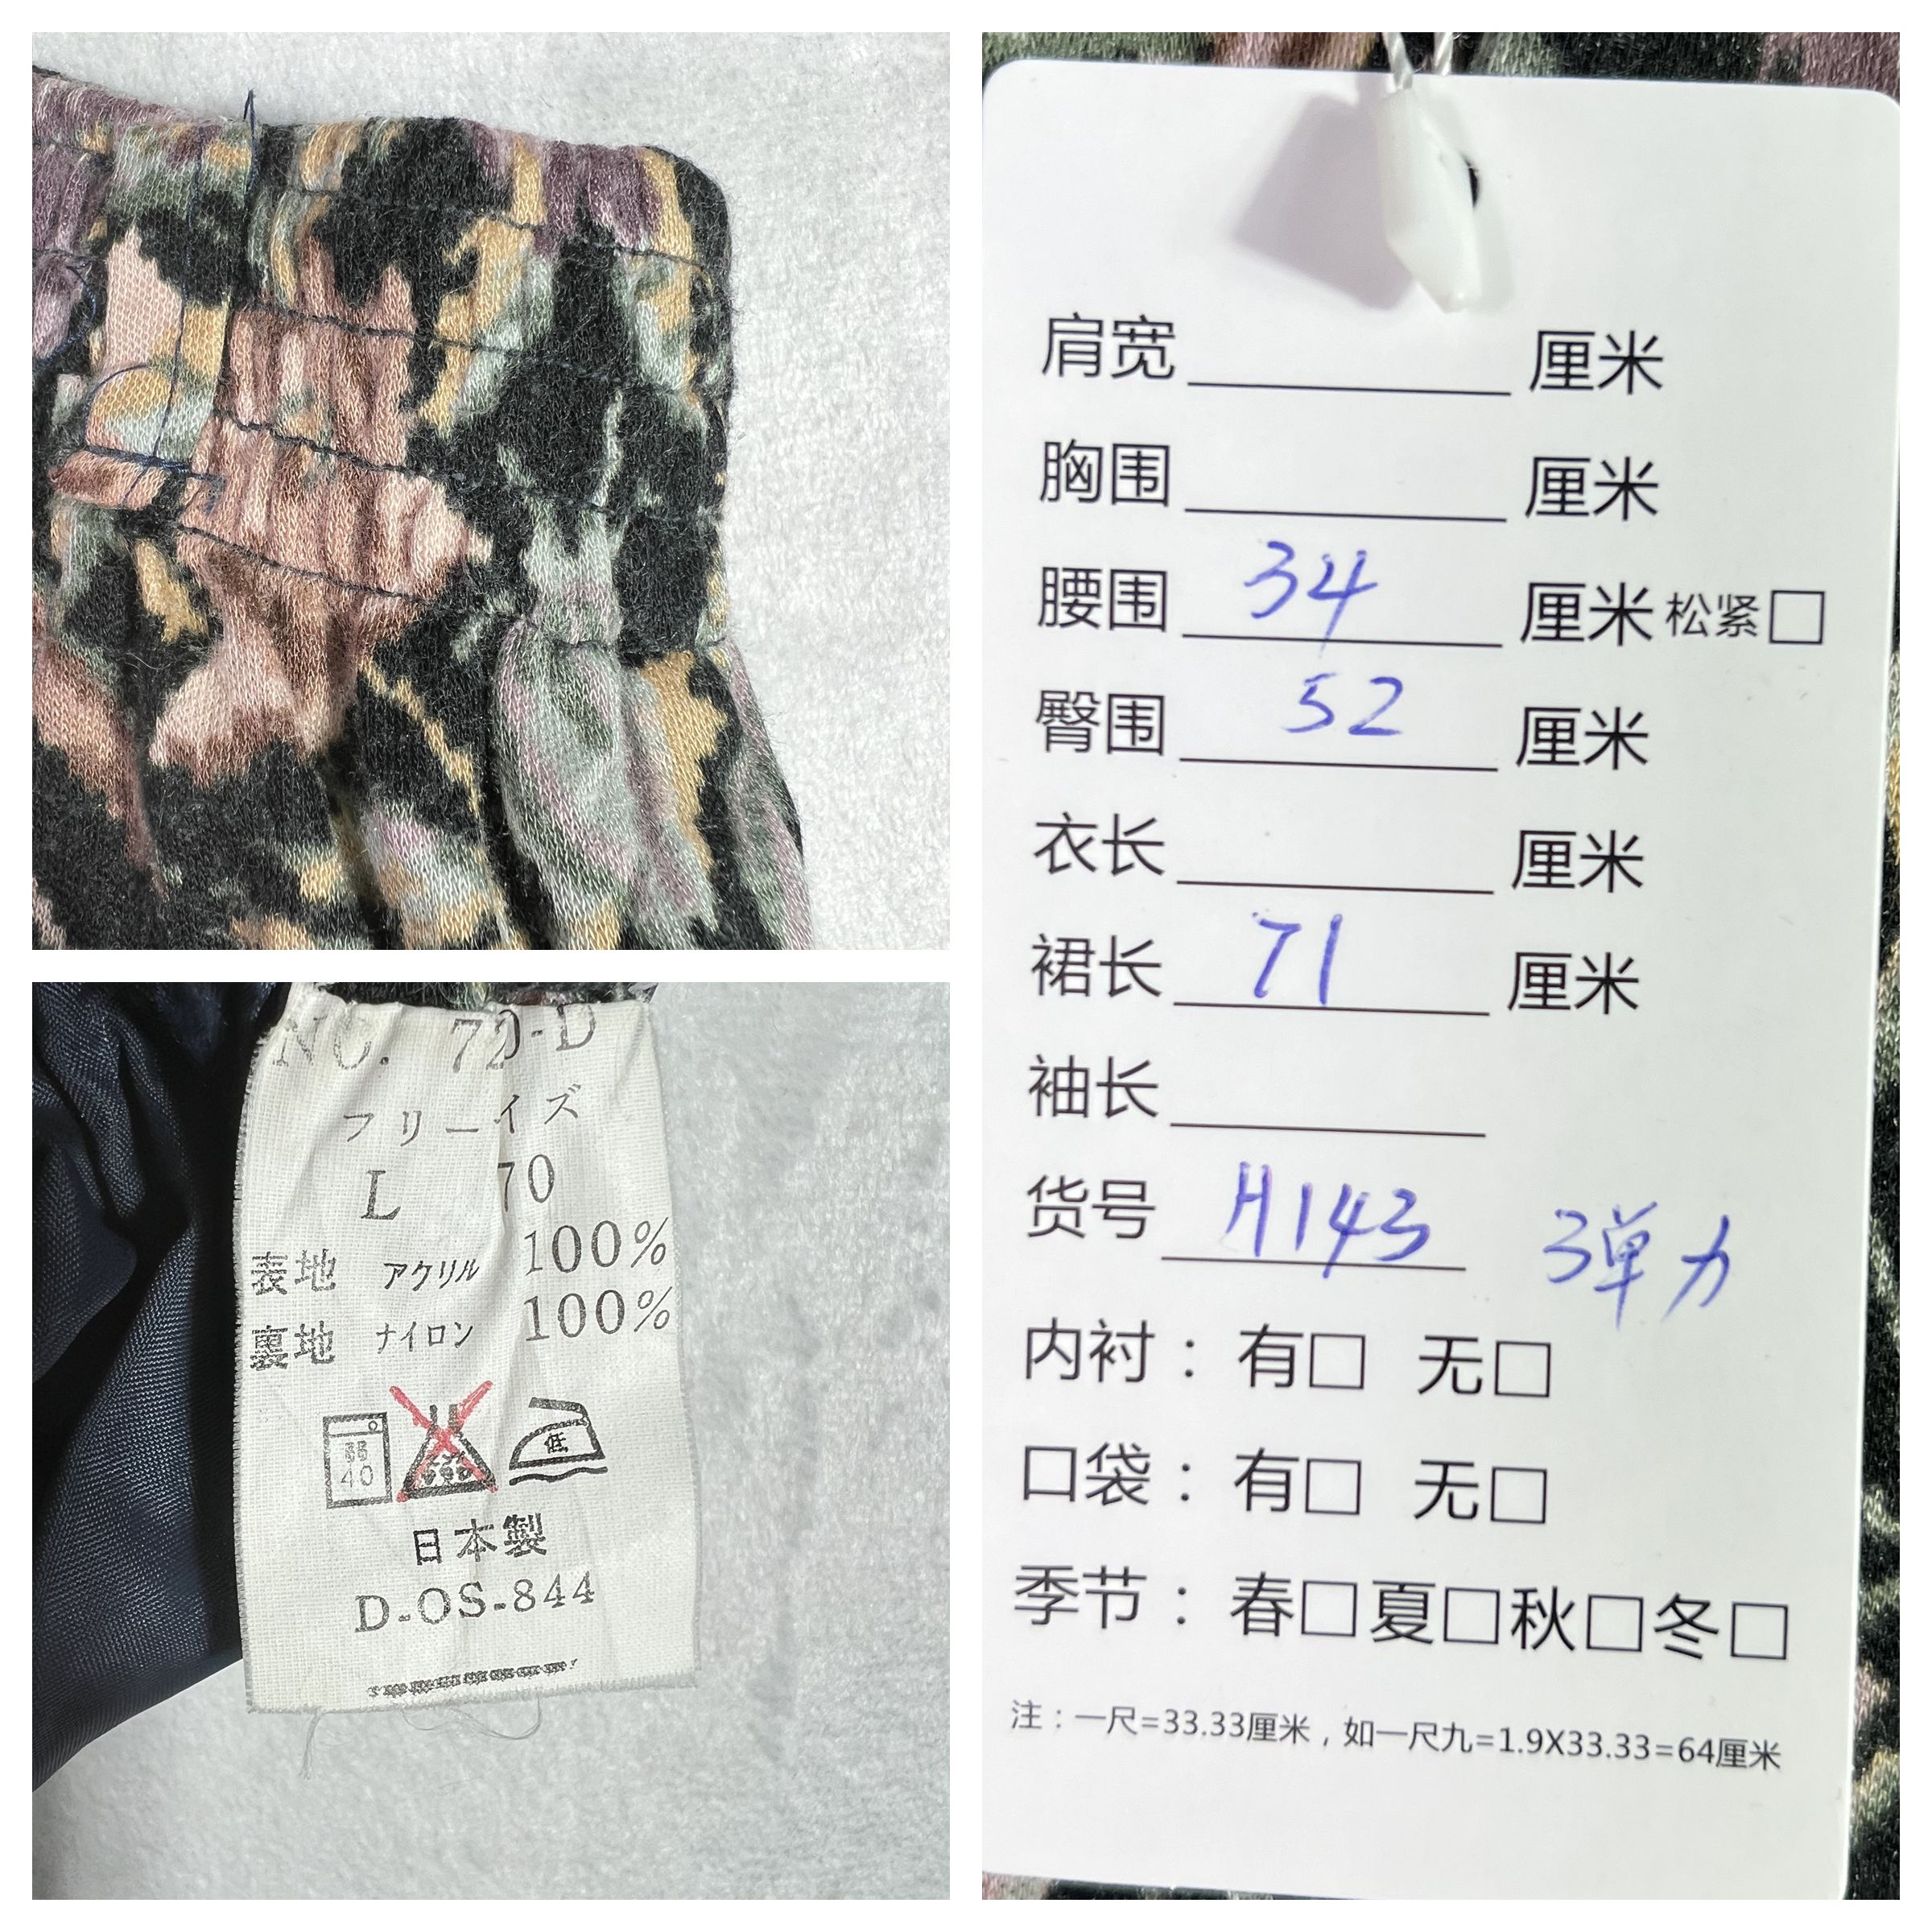 NO. 70-D
フリーイズ
L 70
表地 アクリル 100%
裏地 ナイロン 100%
40
低
日本製
D-OS-844
肩宽 厘米
胸围 厘米
腰围 34 厘米 松紧□
臀围 52 厘米
衣长 厘米
裙长 71 厘米
袖长
货号 H143 弹力
内衬：有□ 无□
口袋：有□ 无□
季节：春□夏□秋□冬□
注：一尺=33.33厘米，如一尺九=1.9X33.33=64厘米